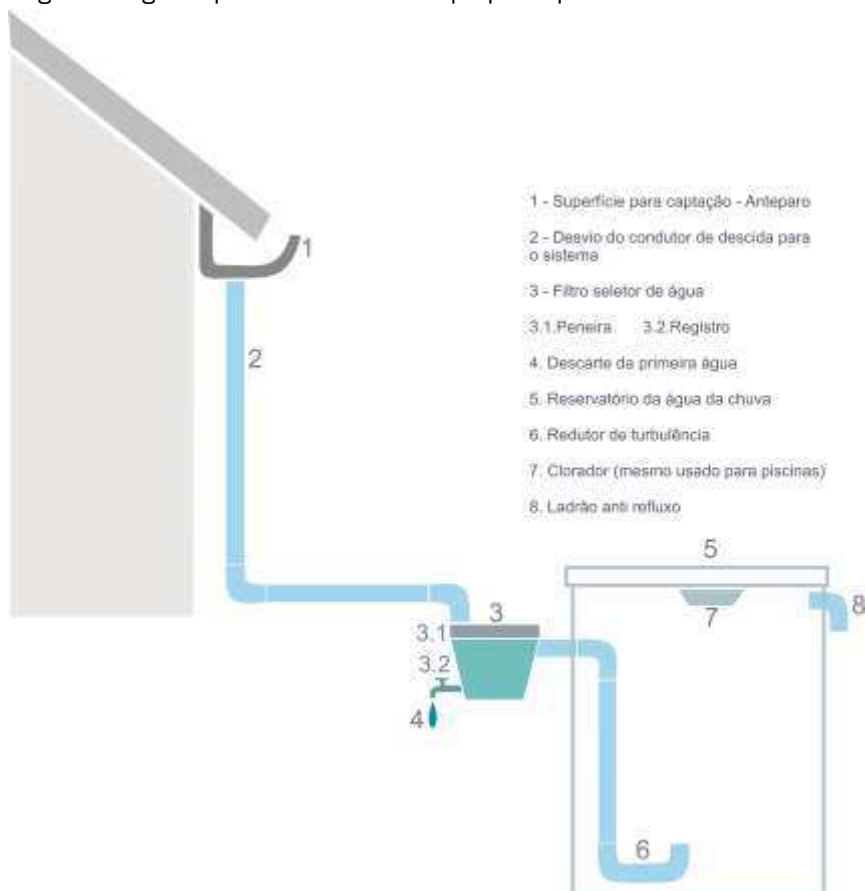 1 - Superfície para captação - Anteparo
2 - Desvio do condutor de descida para
o sistema
3 - Filtro seletor de água
3.1.Peneira 3.2.Registro
4. Descarte da primeira água
5. Reservatório da água da chuva
6. Redutor de turbulência
7. Clorador (mesmo usado para piscinas)
8. Ladrão anti refluxo
1
2
3
3.1
3.2
4
5
7
8
6